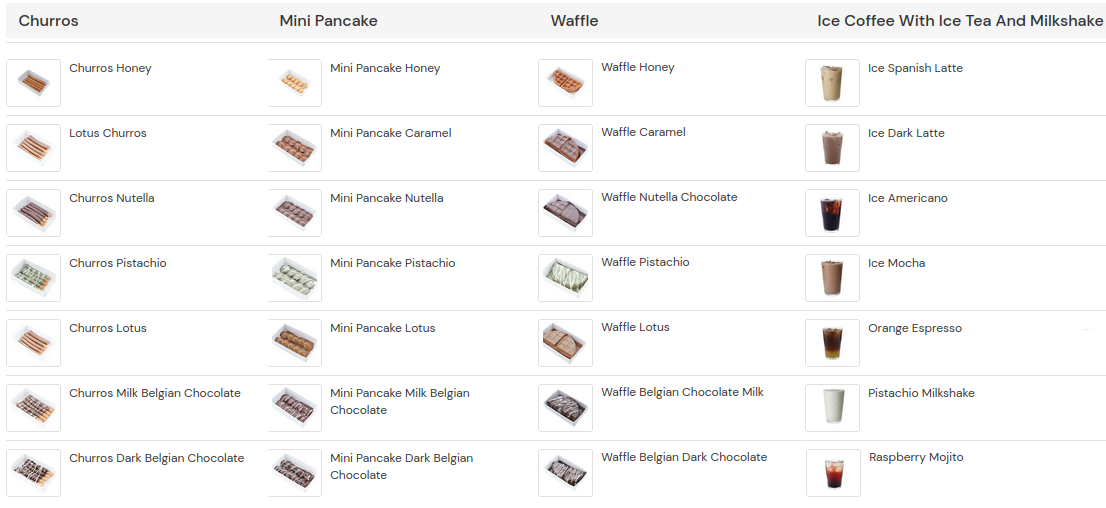 Churros
Mini Pancake
Waffle
Ice Coffee With Ice Tea And Milkshake
Churros Honey
Mini Pancake Honey
Waffle Honey
Ice Spanish Latte
Lotus Churros
Mini Pancake Caramel
Waffle Caramel
Ice Dark Latte
Churros Nutella
Mini Pancake Nutella
Waffle Nutella Chocolate
Ice Americano
Churros Pistachio
Mini Pancake Pistachio
Waffle Pistachio
Ice Mocha
Churros Lotus
Mini Pancake Lotus
Waffle Lotus
Orange Espresso
Churros Milk Belgian Chocolate
Mini Pancake Milk Belgian
Chocolate
Waffle Belgian Chocolate Milk
Pistachio Milkshake
Churros Dark Belgian Chocolate
Mini Pancake Dark Belgian
Chocolate
Waffle Belgian Dark Chocolate
Raspberry Mojito